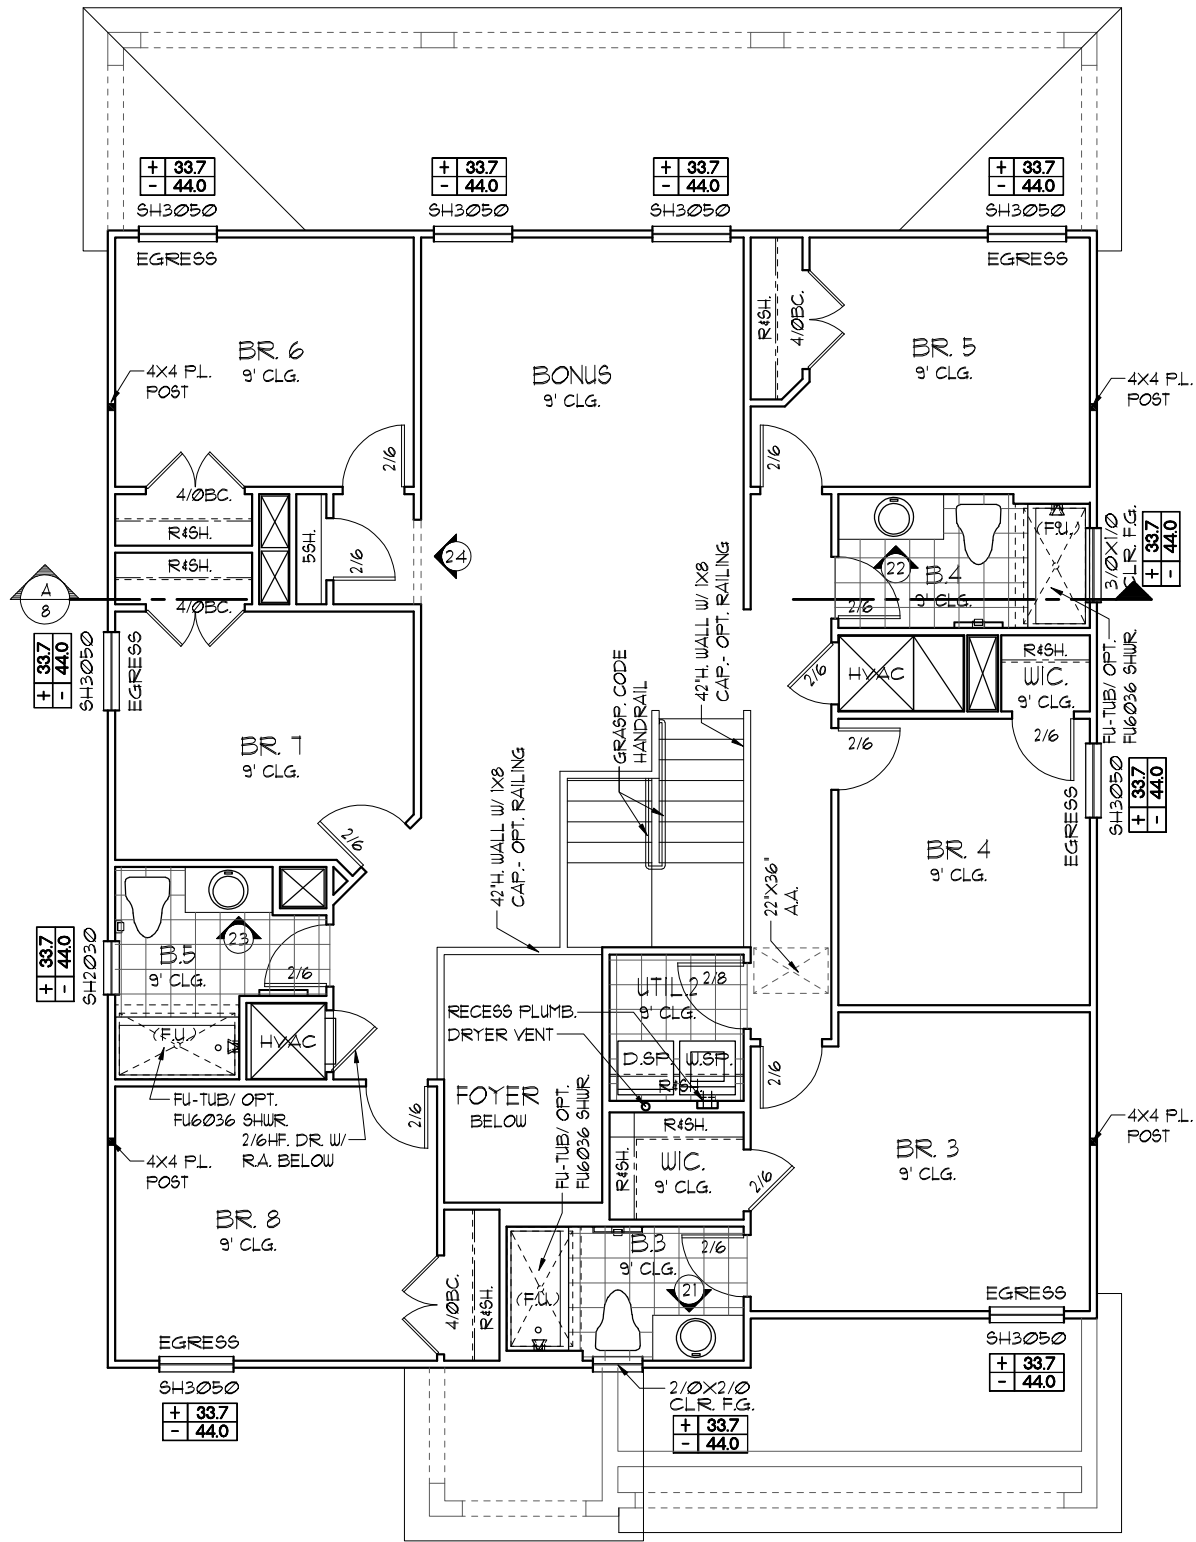 + 33.7
- 44.0
SH3050
+ 33.7
- 44.0
SH3050
+ 33.7
- 44.0
SH3050
+ 33.7
- 44.0
SH3050
EGRESS
EGRESS
R&SH.
4/0BC.
BR. 6
9' CLG.
BONUS
9' CLG.
BR. 5
9' CLG.
4X4 P.L.
POST
4X4 P.L.
POST
2/6
2/6
4/0BC.
R&SH.
5SH.
2/6
24
R&SH.
4/0BC.
A
8
22
B.4
9' CLG.
2/6
(F.U.)
3/0X1/0
CLR. F.G.
+ 33.7
- 44.0
+ 33.7
- 44.0
SH3050
EGRESS
42"H. WALL W/ 1X8
CAP.- OPT. RAILING
GRASP. CODE
HANDRAIL
2/6
HVAC
R&SH.
W.I.C.
9' CLG.
FU-TUB/ OPT.
FU6036 SHWR.
2/6
2/6
BR. 7
9' CLG.
2/6
42"H. WALL W/ 1X8
CAP.- OPT. RAILING
22"X36"
A.A.
BR. 4
9' CLG.
EGRESS
SH3050
+ 33.7
- 44.0
+ 33.7
- 44.0
SH2030
23
B.5
9' CLG.
2/6
(F.U.)
HVAC
UTIL.2
9' CLG.
2/8
RECESS PLUMB.
DRYER VENT
D.SP.
W.SP.
R&SH.
2/6
FOYER
BELOW
FU-TUB/ OPT.
FU6036 SHWR.
2/6HF. DR. W/
R.A. BELOW
2/6
4X4 P.L.
POST
FU-TUB/ OPT.
FU6036 SHWR.
R&SH.
R&SH.
W.I.C.
9' CLG.
2/6
BR. 3
9' CLG.
4X4 P.L.
POST
BR. 8
9' CLG.
4/0BC.
R&SH.
B.3
9' CLG.
2/6
21
(F.U.)
EGRESS
SH3050
+ 33.7
- 44.0
EGRESS
SH3050
+ 33.7
- 44.0
2/0X2/0
CLR. F.G.
+ 33.7
- 44.0